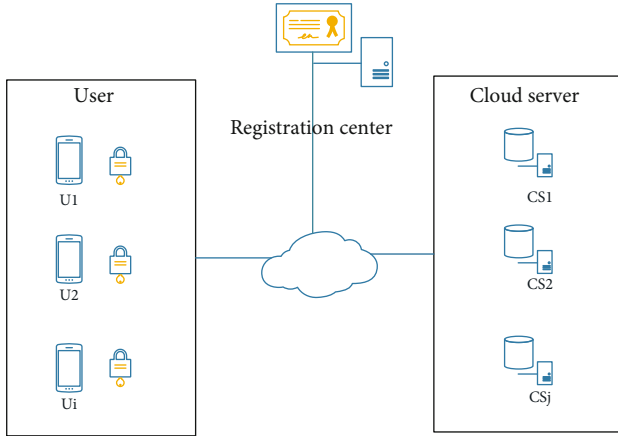 Registration center
User
U1
U2
Ui
Cloud server
CS1
CS2
CSj